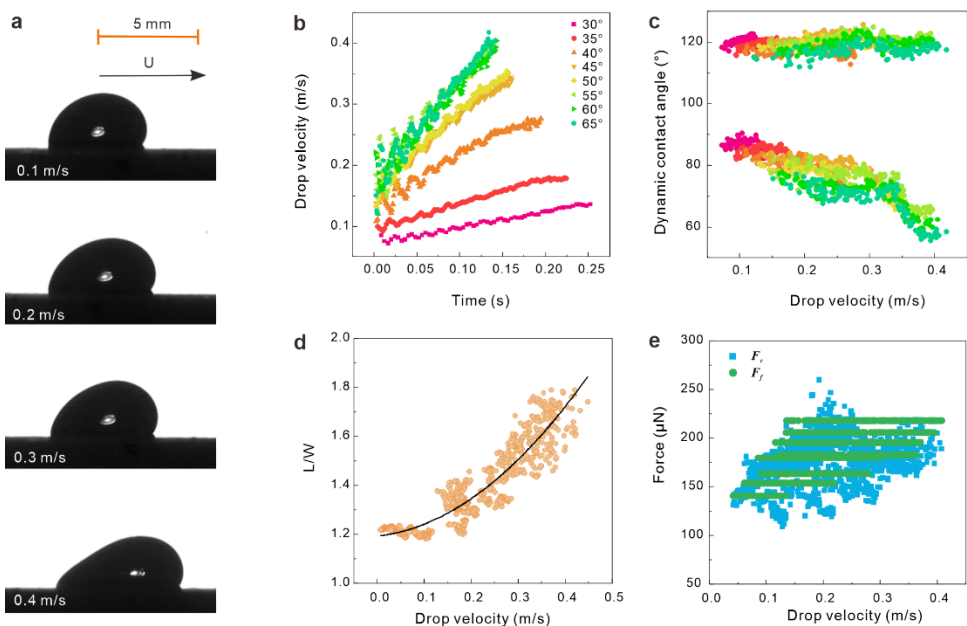 a
5 mm
U
0.1 m/s
0.2 m/s
0.3 m/s
0.4 m/s
b
Drop velocity (m/s)
0.4
0.3
0.2
0.1
0.00 0.05 0.10 0.15 0.20 0.25
Time (s)
30°
35°
40°
45°
50°
55°
60°
65°
c
Dynamic contact angle (°)
120
100
80
60
0.1 0.2 0.3 0.4
Drop velocity (m/s)
d
L/W
2.0
1.8
1.6
1.4
1.2
1.0
0.0 0.1 0.2 0.3 0.4 0.5
Drop velocity (m/s)
e
Force (μN)
300
250
200
150
100
50
0.0 0.1 0.2 0.3 0.4 0.5
Drop velocity (m/s)
F_f